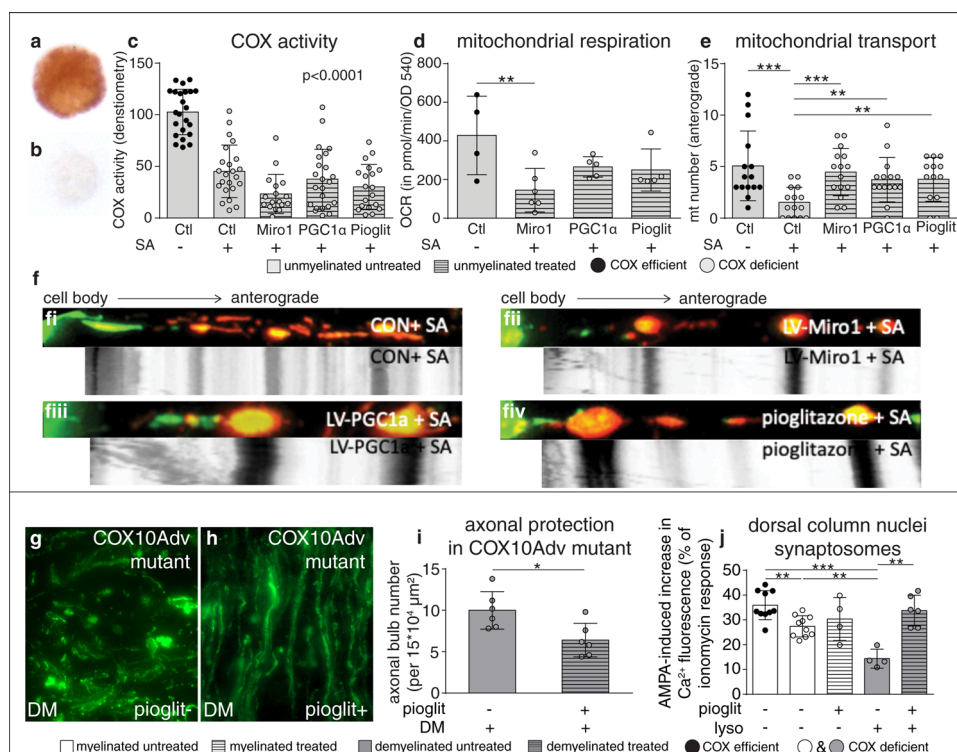 a
b
c
COX activity
COX activity (denstiometry)
150
100
50
0
p<0.0001
Ctl Ctl Miro1 PGC1α Pioglit
SA - + + + +
d
mitochondrial respiration
OCR (in pmol/min/OD 540)
800
600
400
200
0
**
Ctl Miro1 PGC1α Pioglit
SA - + + +
e
mitochondrial transport
mt number (anterograde)
15
10
5
0
*** ***
**
**
Ctl Ctl Miro1 PGC1α Pioglit
SA - + + + +
unmyelinated untreated unmyelinated treated COX efficient COX deficient
f
cell body anterograde
fi
CON+ SA
CON+ SA
cell body anterograde
fii
LV-Miro1 + SA
LV-Miro1 + SA
fiii
LV-PGC1a + SA
LV-PGC1a + SA
fiv
pioglitazone + SA
pioglitazone + SA
g
COX10Adv
mutant
DM pioglit-
h
COX10Adv
mutant
DM pioglit+
i
axonal protection
in COX10Adv mutant
axonal bulb number
(per 15*10⁴ µm²)
15
10
5
0
*
pioglit - +
DM + +
j
dorsal column nuclei
synaptosomes
AMPA-induced increase in
Ca²⁺ fluorescence (% of
ionomycin response)
50
40
30
20
10
0
*** **
** **
pioglit - - + - +
lyso - - - + +
myelinated untreated myelinated treated demyelinated untreated demyelinated treated COX efficient & COX deficient